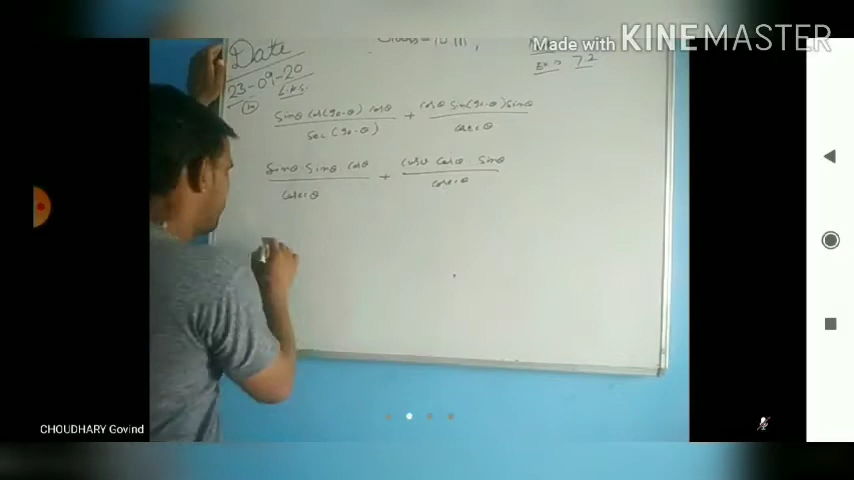 Made with KINEMASTER
Date
23-09-20
Ex 7.2
L.H.S.
sinθ cos(90-θ) cosθ + cosθ sin(90-θ) sinθ
sec (90-θ) cosecθ
sinθ · sinθ · cosθ + cosθ cosθ · sinθ
cosecθ cosecθ
CHOUDHARY Govind